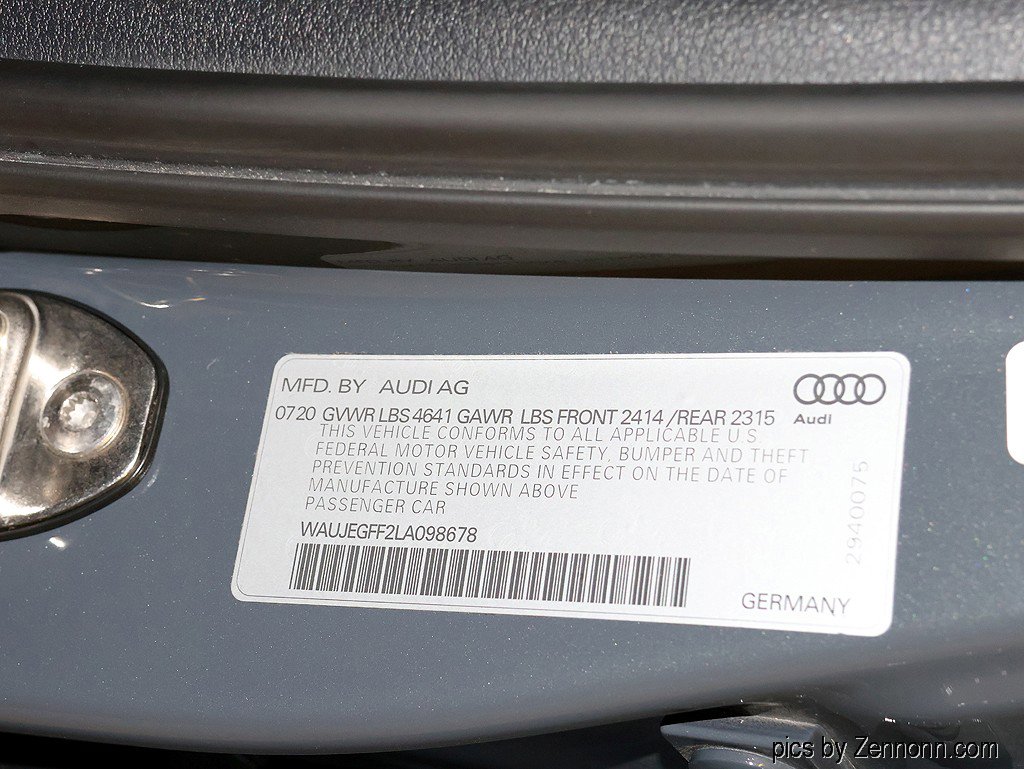 MFD. BY AUDI AG
Audi
0720 GVWR LBS 4641 GAWR LBS FRONT 2414 /REAR 2315
THIS VEHICLE CONFORMS TO ALL APPLICABLE U.S.
FEDERAL MOTOR VEHICLE SAFETY, BUMPER AND THEFT
PREVENTION STANDARDS IN EFFECT ON THE DATE OF
MANUFACTURE SHOWN ABOVE
PASSENGER CAR
WAUJEGFF2LA098678
2940075
GERMANY
pics by Zennonn.com